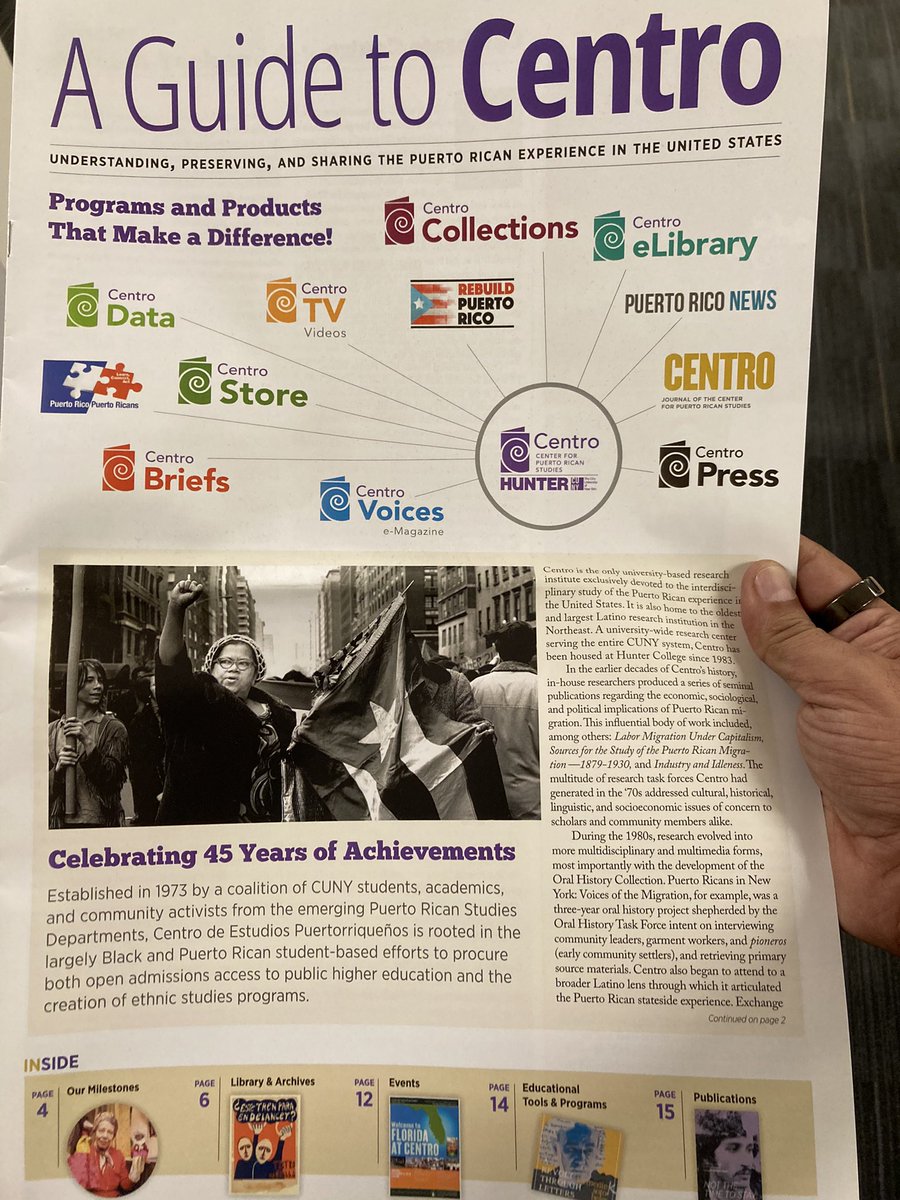 A Guide to Centro
UNDERSTANDING, PRESERVING, AND SHARING THE PUERTO RICAN EXPERIENCE IN THE UNITED STATES
Programs and Products
That Make a Difference!
Centro
Collections
Centro
eLibrary
Centro
Data
Centro
TV
Videos
REBUILD
PUERTO
RICO
PUERTO RICO NEWS
Puerto Rico Puerto Ricans
Centro
Store
CENTRO
JOURNAL OF THE CENTER
FOR PUERTO RICAN STUDIES
Centro
CENTER FOR
PUERTO RICAN
STUDIES
HUNTER
Centro
Briefs
Centro
Voices
e-Magazine
Centro
Press
Celebrating 45 Years of Achievements
Established in 1973 by a coalition of CUNY students, academics,
and community activists from the emerging Puerto Rican Studies
Departments, Centro de Estudios Puertorriqueños is rooted in the
largely Black and Puerto Rican student-based efforts to procure
both open admissions access to public higher education and the
creation of ethnic studies programs.
Centro is the only university-based research
institute exclusively devoted to the interdisci-
plinary study of the Puerto Rican experience in
the United States. It is also home to the oldest
and largest Latino research institution in the
Northeast. A university-wide research center
serving the entire CUNY system, Centro has
been housed at Hunter College since 1983.
In the earlier decades of Centro's history,
in-house researchers produced a series of seminal
publications regarding the economic, sociological,
and political implications of Puerto Rican mi-
gration. This influential body of work included,
among others: Labor Migration Under Capitalism,
Sources for the Study of the Puerto Rican Migra-
tion—1879-1930, and Industry and Idleness. The
multitude of research task forces Centro had
generated in the '70s addressed cultural, historical,
linguistic, and socioeconomic issues of concern to
scholars and community members alike.
During the 1980s, research evolved into
more multidisciplinary and multimedia forms,
most importantly with the development of the
Oral History Collection. Puerto Ricans in New
York: Voices of the Migration, for example, was a
three-year oral history project shepherded by the
Oral History Task Force intent on interviewing
community leaders, garment workers, and pioneros
(early community settlers), and retrieving primary
source materials. Centro also began to attend to a
broader Latino lens through which it articulated
the Puerto Rican stateside experience. Exchange
Continued on page 2
INSIDE
PAGE
4
Our Milestones
PAGE
6
Library & Archives
PAGE
12
Events
Welcome to
FLORIDA
AT CENTRO
PAGE
14
Educational
Tools & Programs
THROUGH
LETTERS
PAGE
15
Publications